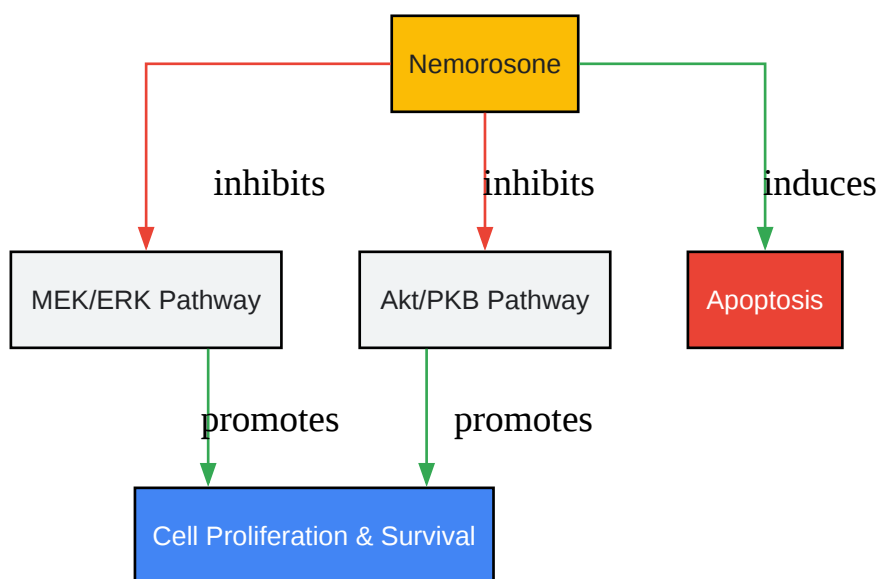 Nemorosone
inhibits
inhibits
induces
MEK/ERK Pathway
Akt/PKB Pathway
Apoptosis
promotes
promotes
Cell Proliferation & Survival